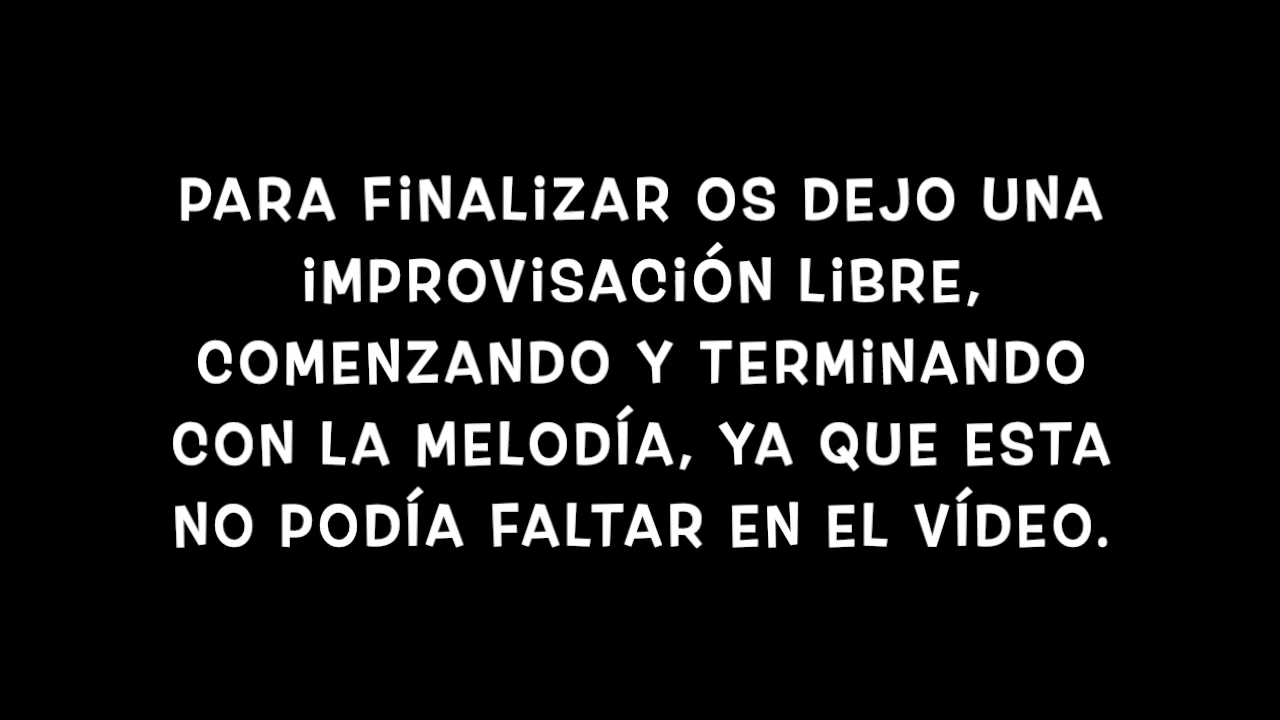 PARA FiNALiZAR OS DEJO UNA
iMPROViSACiÓN LiBRE,
COMENZANDO Y TERMiNANDO
CON LA MELODÍA, YA QUE ESTA
NO PODÍA FALTAR EN EL VÍDEO.